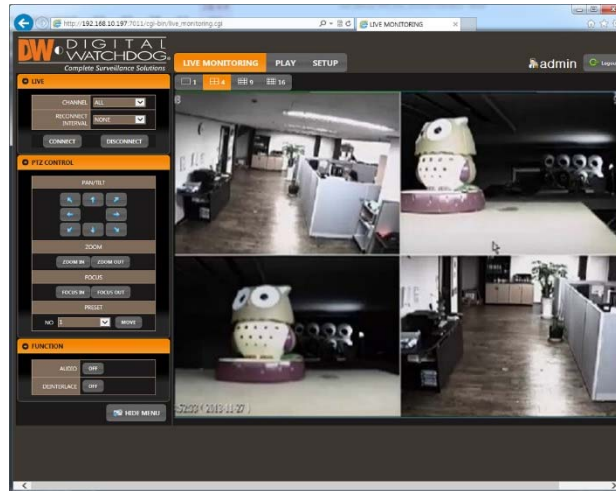 http://192.168.10.197:7011/cgi-bin/live_monitoring.cgi
LIVE MONITORING
DW DIGITAL WATCHDOG
Complete Surveillance Solutions
LIVE MONITORING PLAY SETUP
admin
1 4 9 16
LIVE
CHANNEL ALL
RECONNECT INTERVAL NONE
CONNECT DISCONNECT
PTZ CONTROL
PAN/TILT
ZOOM
ZOOM IN ZOOM OUT
FOCUS
FOCUS IN FOCUS OUT
PRESET
NO 1 MOVE
FUNCTION
AUDIO OFF
DEINTERLACE OFF
HIDE MENU